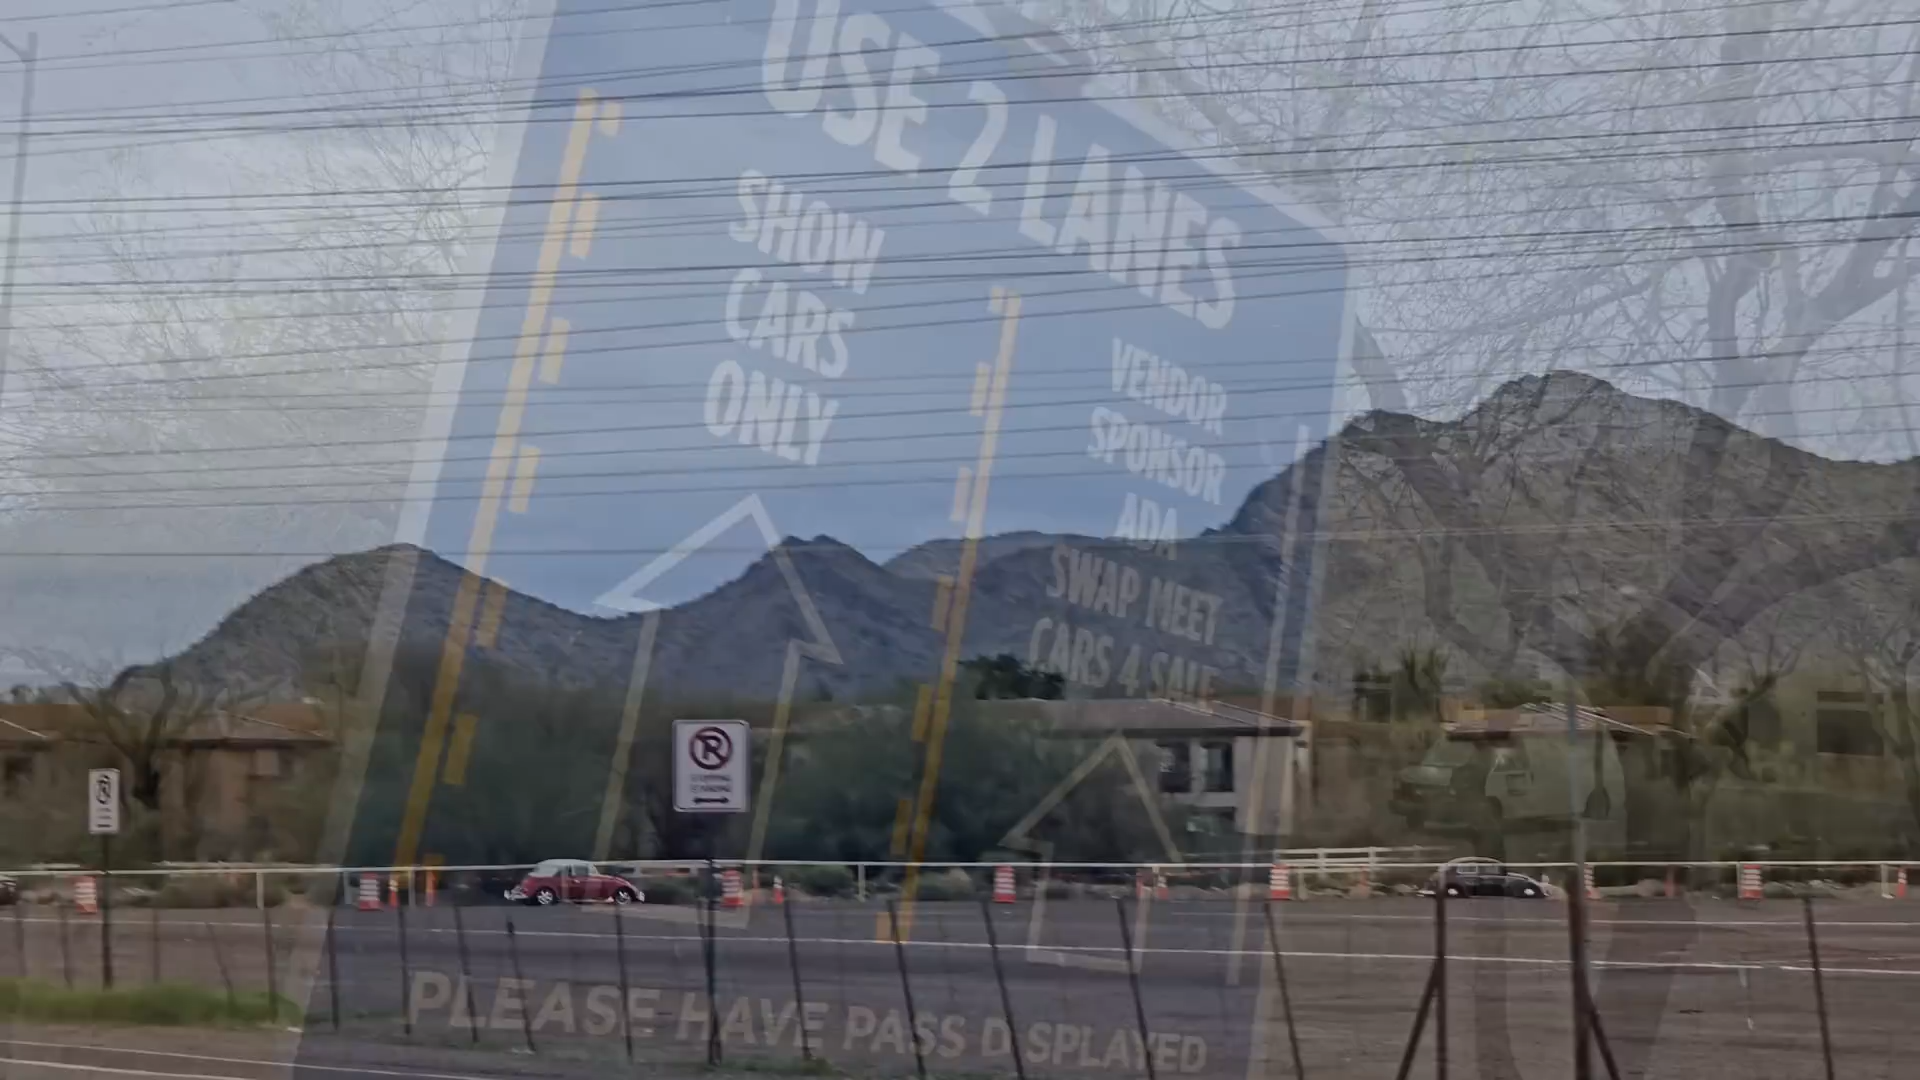 USE 2 LANES
SHOW
CARS
ONLY
VENDOR
SPONSOR
ADA
SWAP MEET
CARS 4 SALE
PLEASE HAVE PASS DISPLAYED